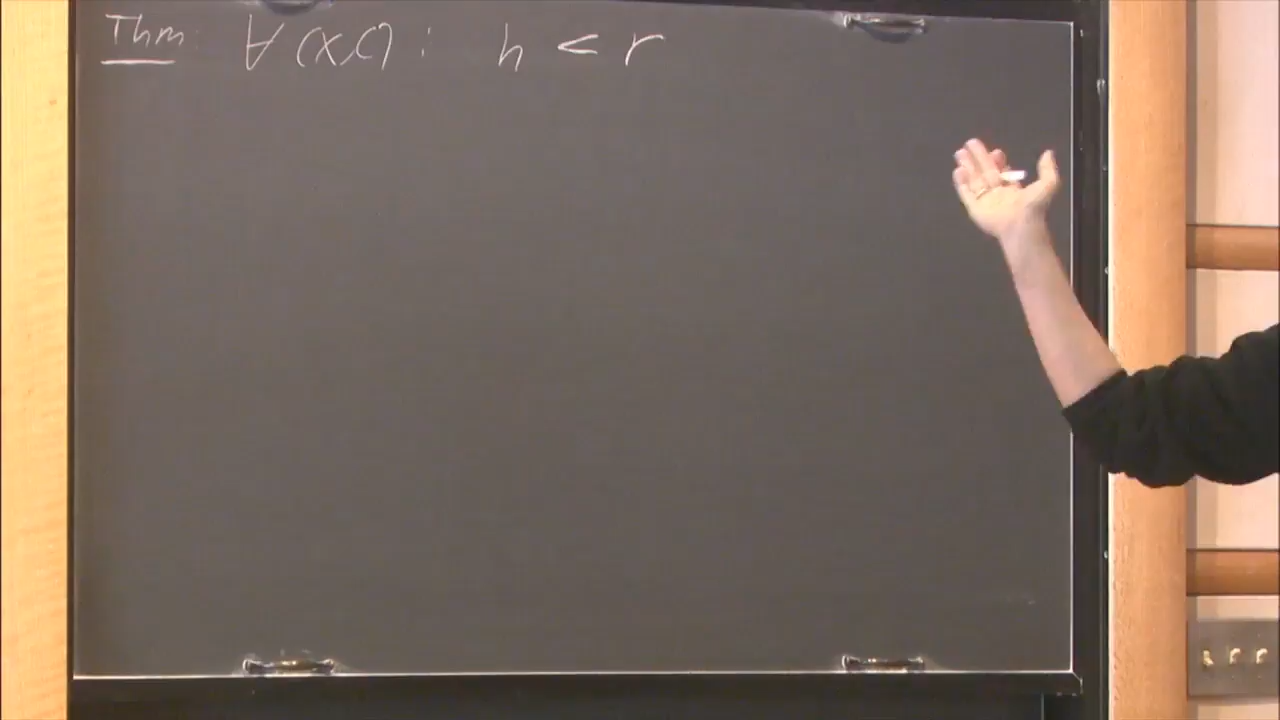 Thm: ∀ (X,C): h < r